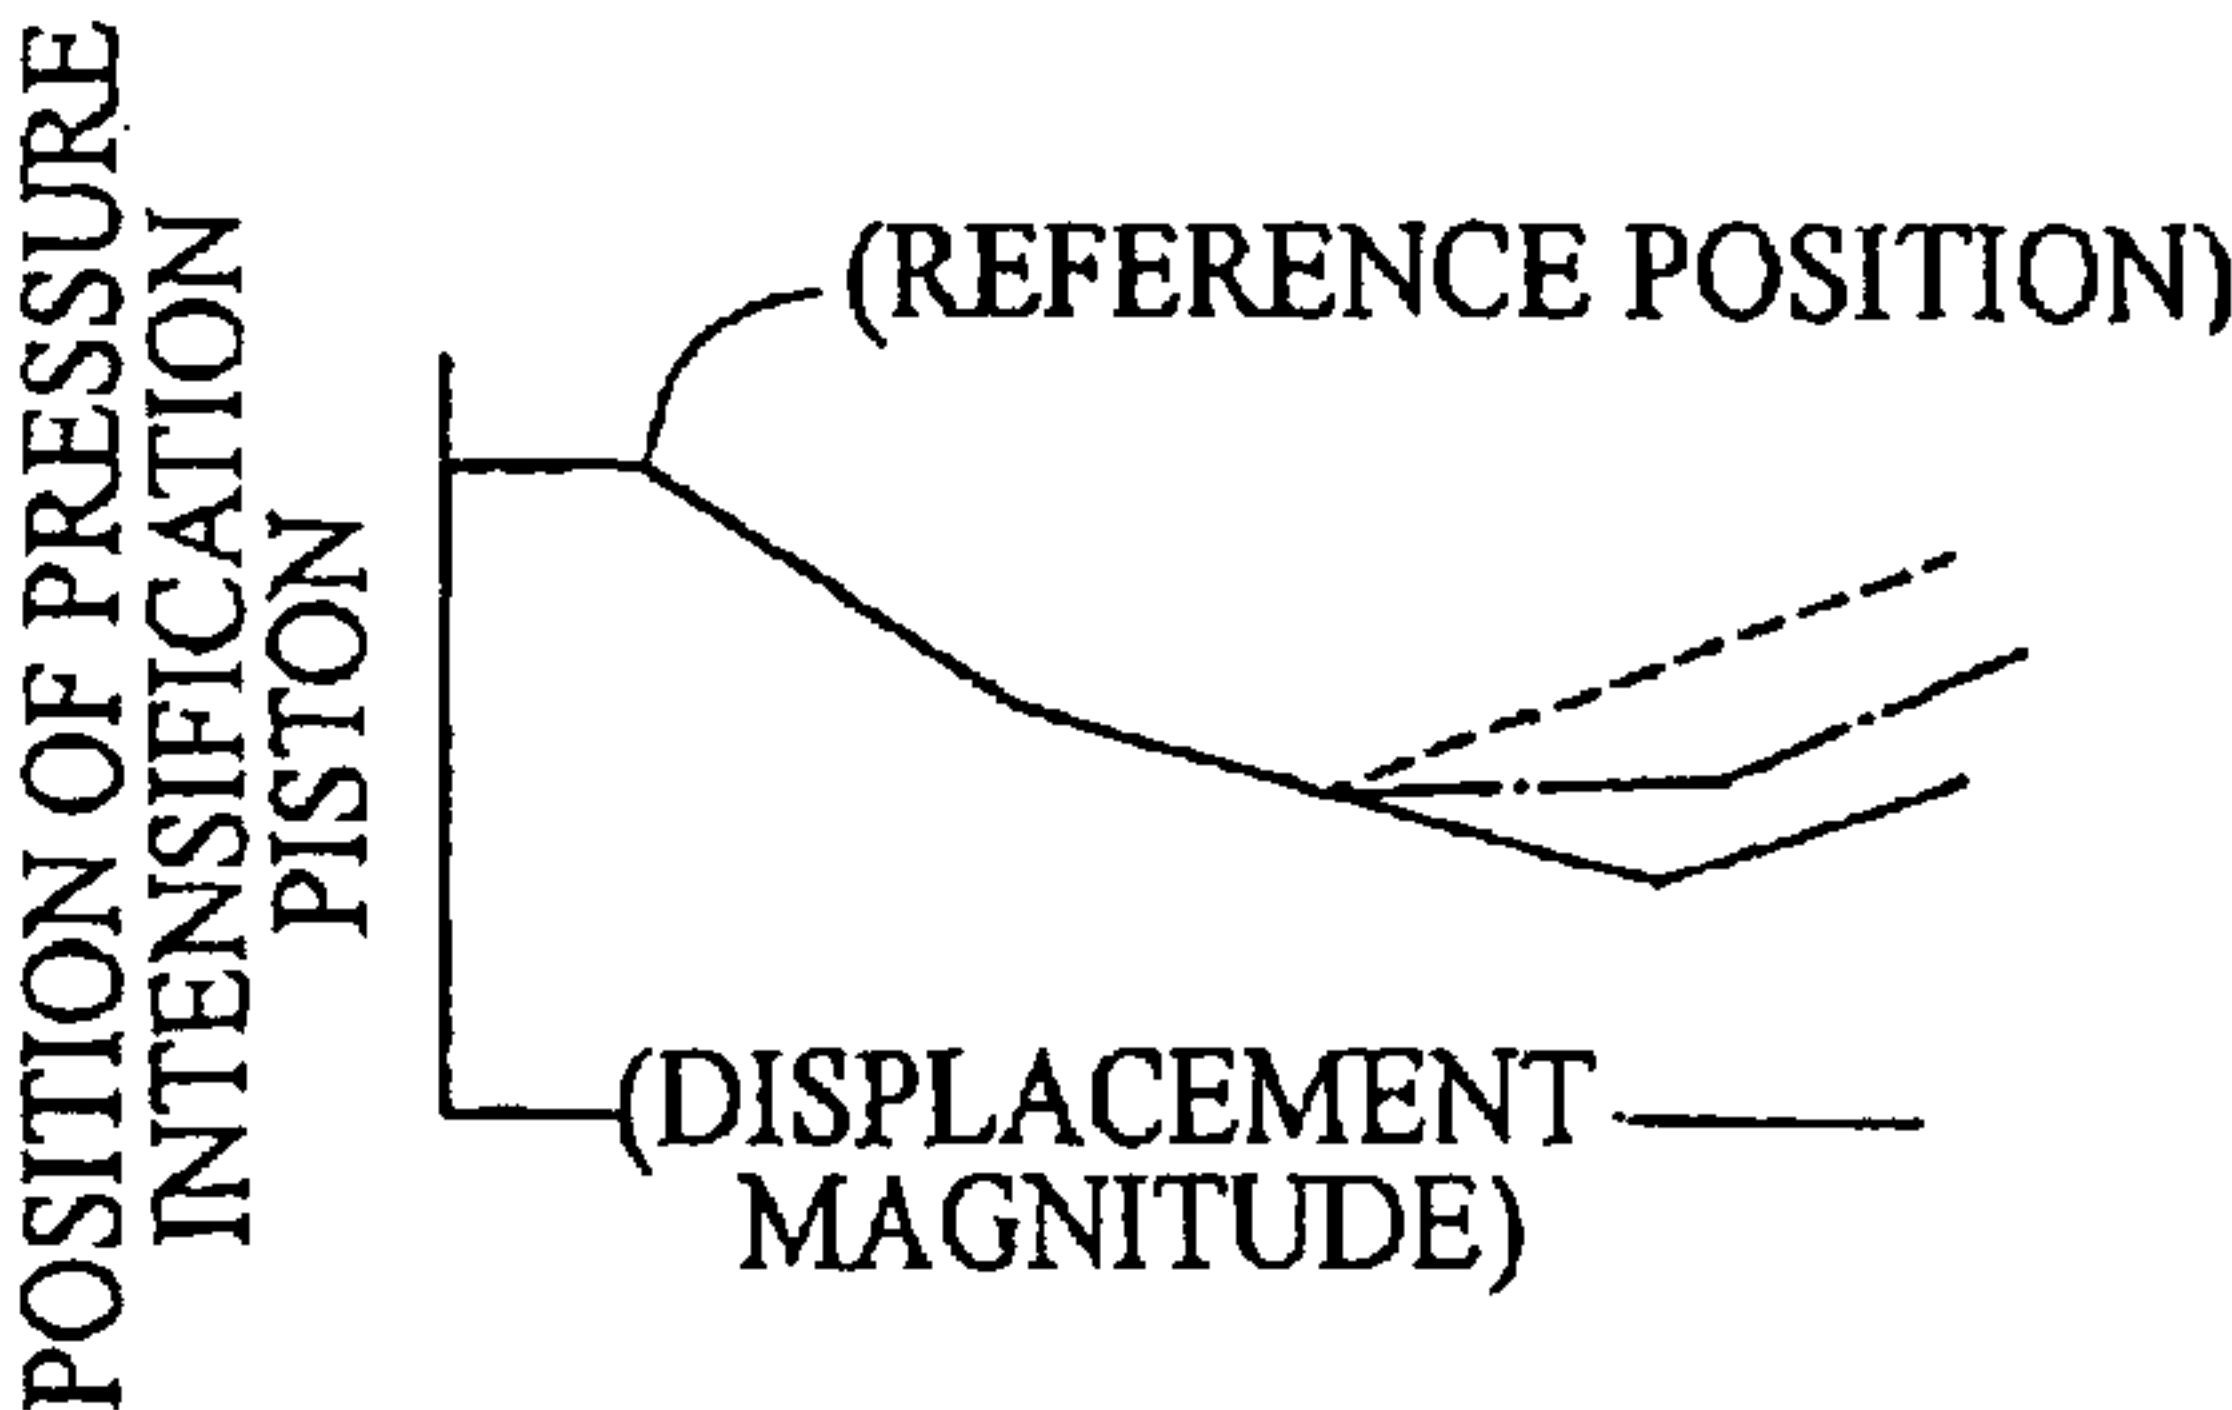 POSITION OF PRESSURE
INTENSIFICATION
PISTON
(REFERENCE POSITION)
(DISPLACEMENT
MAGNITUDE)